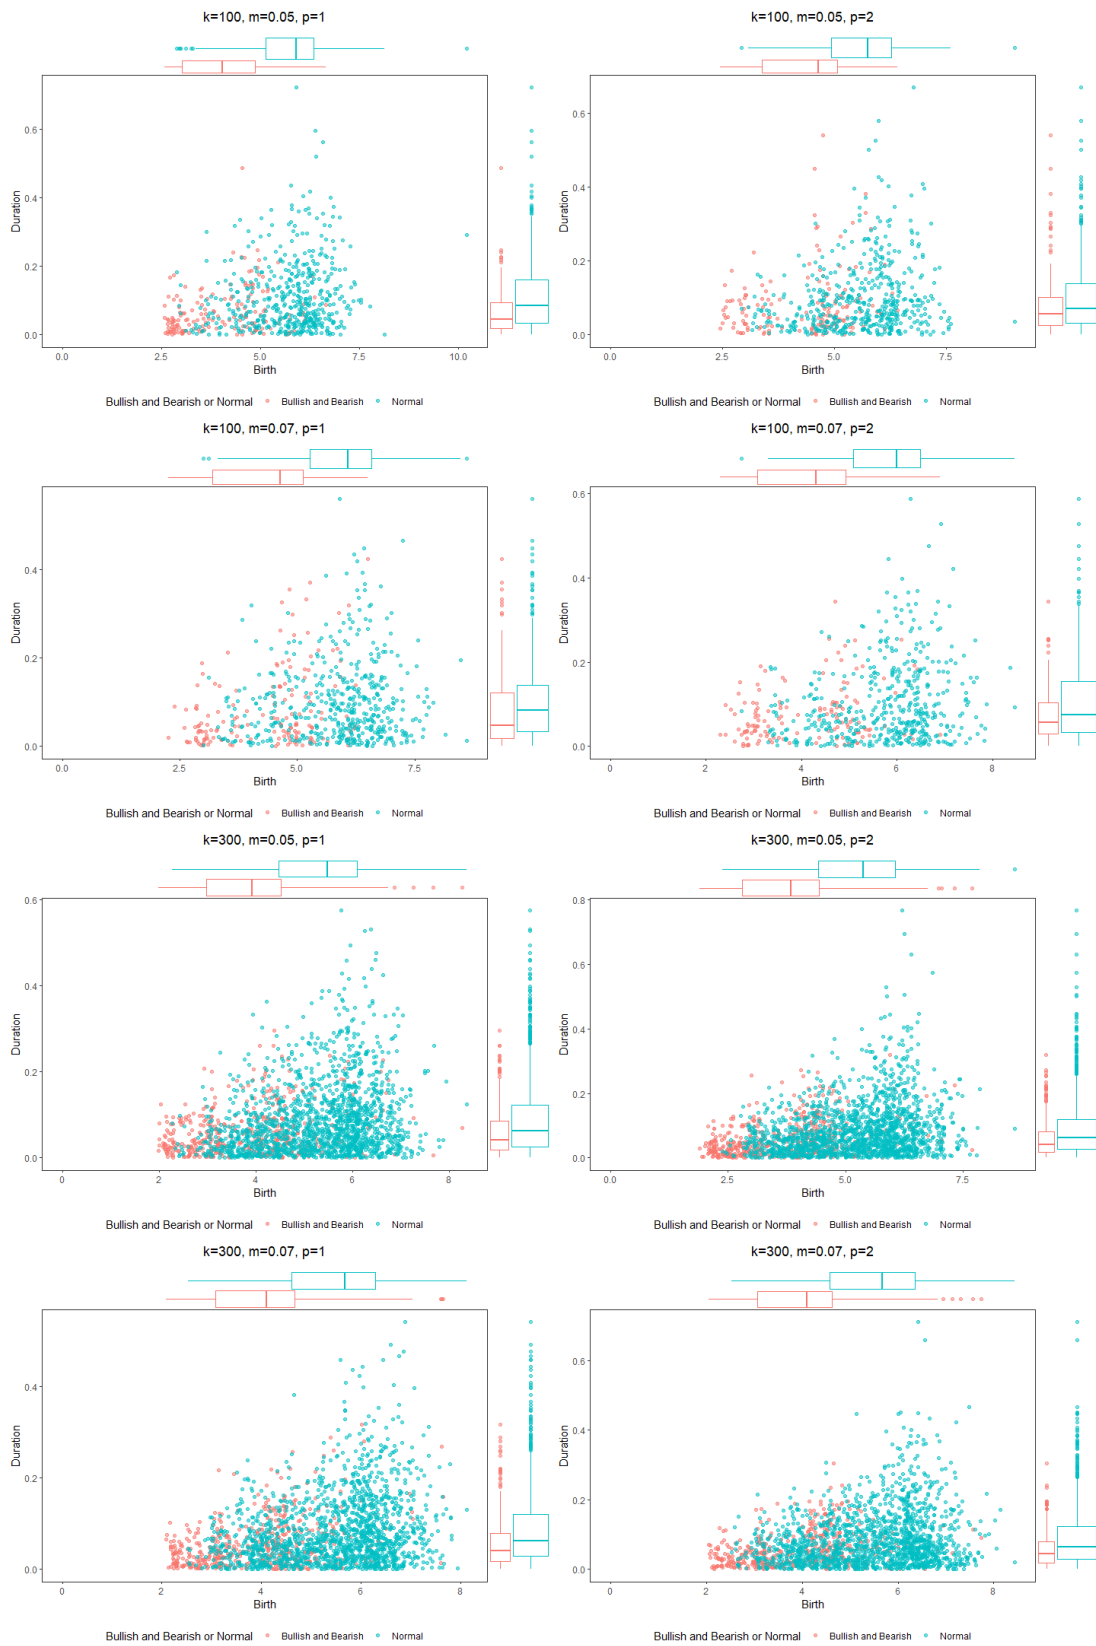 k=100, m=0.05, p=1
0.6
0.4
0.2
0.0
Duration
0.0 2.5 5.0 7.5 10.0
Birth
Bullish and Bearish or Normal Bullish and Bearish Normal
k=100, m=0.05, p=2
0.6
0.4
0.2
0.0
Duration
0.0 2.5 5.0 7.5
Birth
Bullish and Bearish or Normal Bullish and Bearish Normal
k=100, m=0.07, p=1
0.4
0.2
0.0
Duration
0.0 2.5 5.0 7.5
Birth
Bullish and Bearish or Normal Bullish and Bearish Normal
k=100, m=0.07, p=2
0.6
0.4
0.2
0.0
Duration
0 2 4 6 8
Birth
Bullish and Bearish or Normal Bullish and Bearish Normal
k=300, m=0.05, p=1
0.6
0.4
0.2
0.0
Duration
0 2 4 6 8
Birth
Bullish and Bearish or Normal Bullish and Bearish Normal
k=300, m=0.05, p=2
0.8
0.6
0.4
0.2
0.0
Duration
0.0 2.5 5.0 7.5
Birth
Bullish and Bearish or Normal Bullish and Bearish Normal
k=300, m=0.07, p=1
0.4
0.2
0.0
Duration
0 2 4 6 8
Birth
Bullish and Bearish or Normal Bullish and Bearish Normal
k=300, m=0.07, p=2
0.6
0.4
0.2
0.0
Duration
0 2 4 6 8
Birth
Bullish and Bearish or Normal Bullish and Bearish Normal